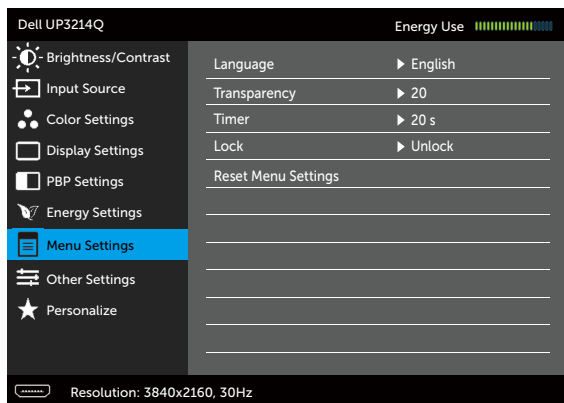 Dell UP3214Q
Energy Use
Brightness/Contrast
Input Source
Color Settings
Display Settings
PBP Settings
Energy Settings
Menu Settings
Other Settings
Personalize
Language English
Transparency 20
Timer 20 s
Lock Unlock
Reset Menu Settings
Resolution: 3840x2160, 30Hz